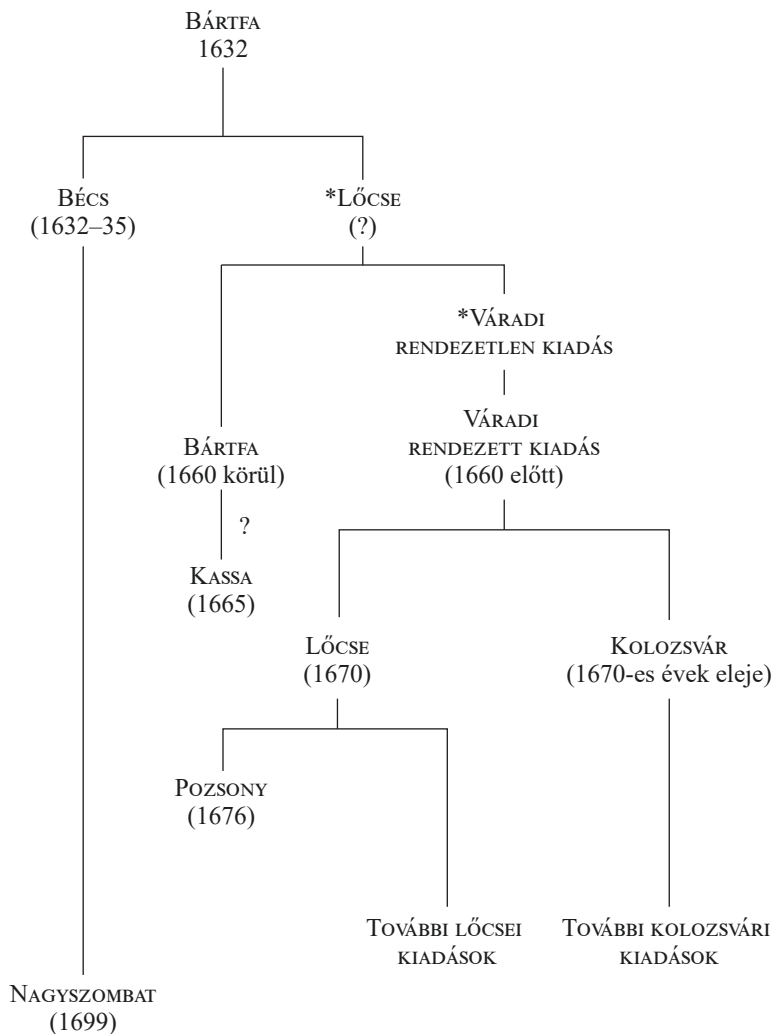 BÁRTFA
1632
BÉCS
(1632–35)
*LŐCSE
(?)
*VÁRADI
RENDEZETLEN KIADÁS
VÁRADI
RENDEZETT KIADÁS
(1660 előtt)
BÁRTFA
(1660 körül)
?
KASSA
(1665)
LŐCSE
(1670)
KOLOZSVÁR
(1670-es évek eleje)
POZSONY
(1676)
TOVÁBBI LŐCSEI
KIADÁSOK
TOVÁBBI KOLOZSVÁRI
KIADÁSOK
NAGYSZOMBAT
(1699)